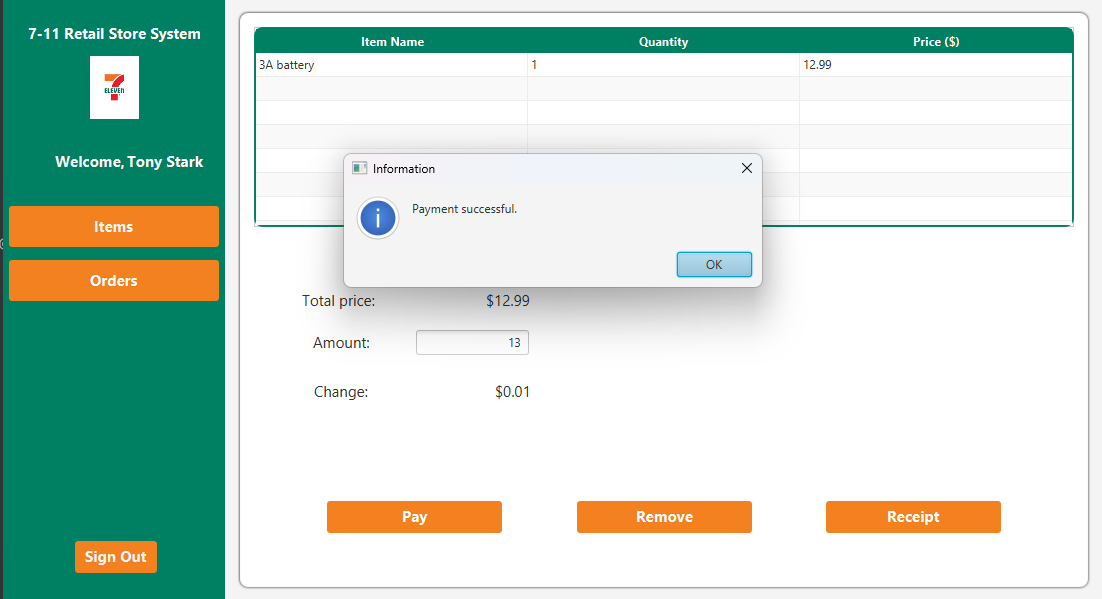 7-11 Retail Store System
ELEVEN
Welcome, Tony Stark
Items
Orders
Sign Out
Item Name Quantity Price ($)
3A battery 1 12.99
Information
Payment successful.
OK
Total price: $12.99
Amount: 13
Change: $0.01
Pay Remove Receipt